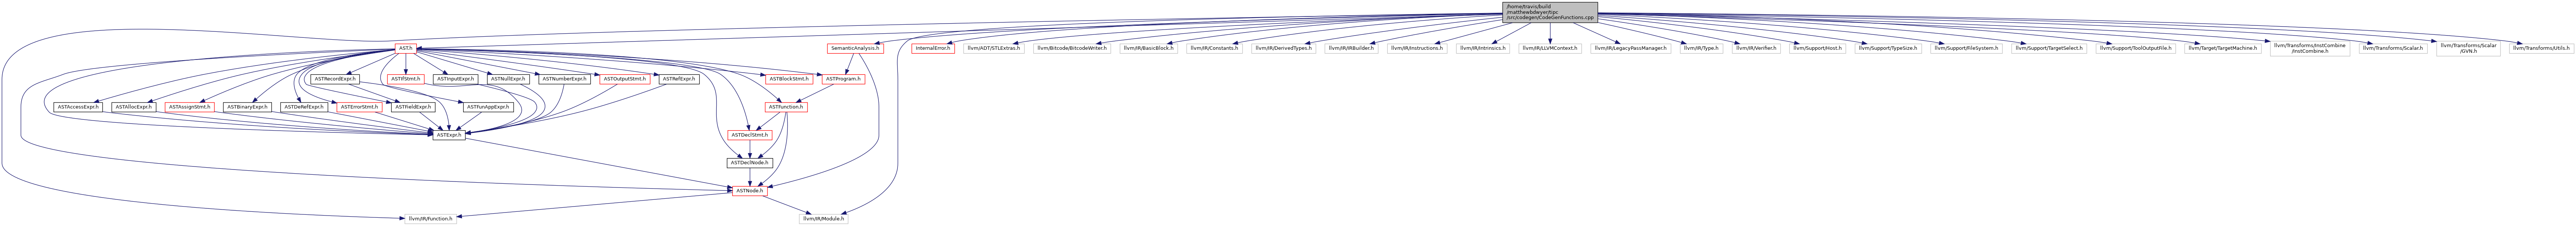 /home/travis/build
/matthewbdwyer/tipc
/src/codegen/CodeGenFunctions.cpp
AST.h
SemanticAnalysis.h
InternalError.h
llvm/ADT/STLExtras.h
llvm/Bitcode/BitcodeWriter.h
llvm/IR/BasicBlock.h
llvm/IR/Constants.h
llvm/IR/DerivedTypes.h
llvm/IR/IRBuilder.h
llvm/IR/Instructions.h
llvm/IR/Intrinsics.h
llvm/IR/LLVMContext.h
llvm/IR/LegacyPassManager.h
llvm/IR/Type.h
llvm/IR/Verifier.h
llvm/Support/Host.h
llvm/Support/TypeSize.h
llvm/Support/FileSystem.h
llvm/Support/TargetSelect.h
llvm/Support/ToolOutputFile.h
llvm/Target/TargetMachine.h
llvm/Transforms/InstCombine
/InstCombine.h
llvm/Transforms/Scalar.h
llvm/Transforms/Scalar
/GVN.h
llvm/Transforms/Utils.h
ASTRecordExpr.h
ASTIfStmt.h
ASTInputExpr.h
ASTNullExpr.h
ASTNumberExpr.h
ASTOutputStmt.h
ASTRefExpr.h
ASTBlockStmt.h
ASTProgram.h
ASTAccessExpr.h
ASTAllocExpr.h
ASTAssignStmt.h
ASTBinaryExpr.h
ASTDeRefExpr.h
ASTErrorStmt.h
ASTFieldExpr.h
ASTFunAppExpr.h
ASTFunction.h
ASTExpr.h
ASTDeclStmt.h
ASTDeclNode.h
ASTNode.h
llvm/IR/Function.h
llvm/IR/Module.h